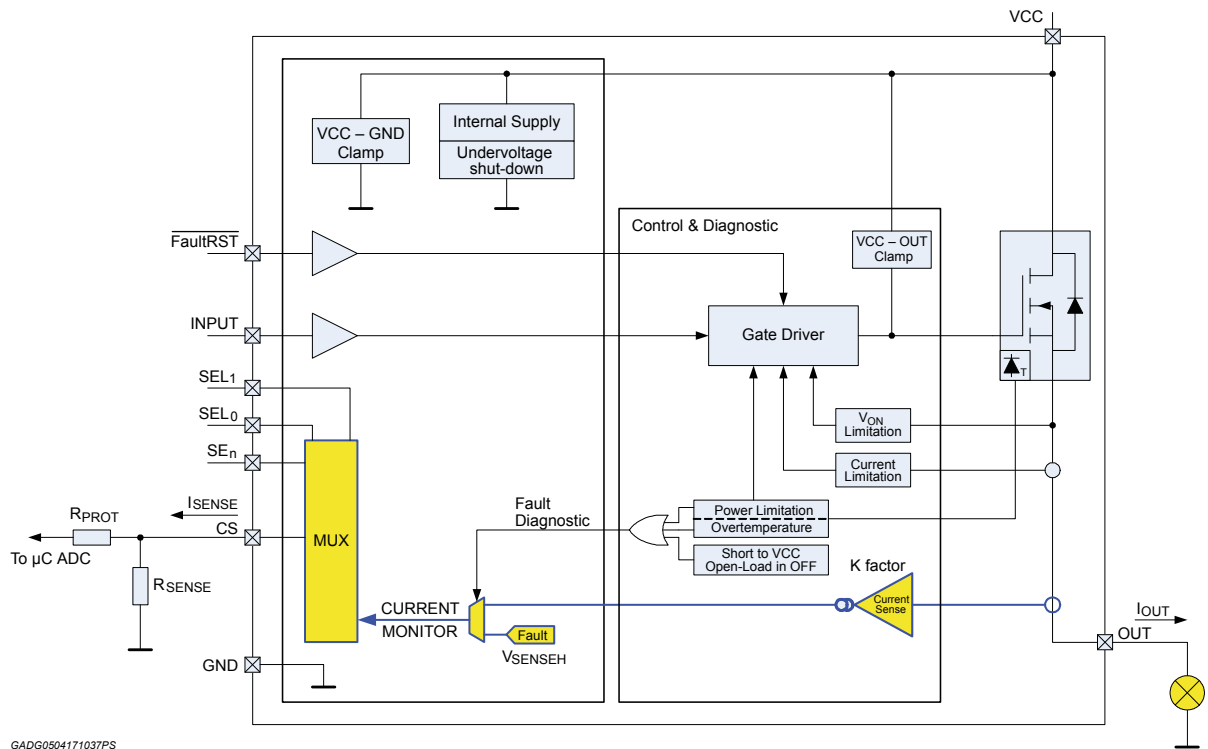 VCC
VCC – GND
Clamp
Internal Supply
Undervoltage
shut-down
FaultRST
Control & Diagnostic
VCC – OUT
Clamp
INPUT
Gate Driver
T
SEL1
SEL0
SEn
VON
Limitation
Current
Limitation
ISENSE
RPROT
CS
To µC ADC
RSENSE
MUX
Fault
Diagnostic
Power Limitation
Overtemperature
Short to VCC
Open-Load in OFF
K factor
Current
Sense
CURRENT
MONITOR
Fault
VSENSEH
IOUT
OUT
GND
GADG0504171037PS